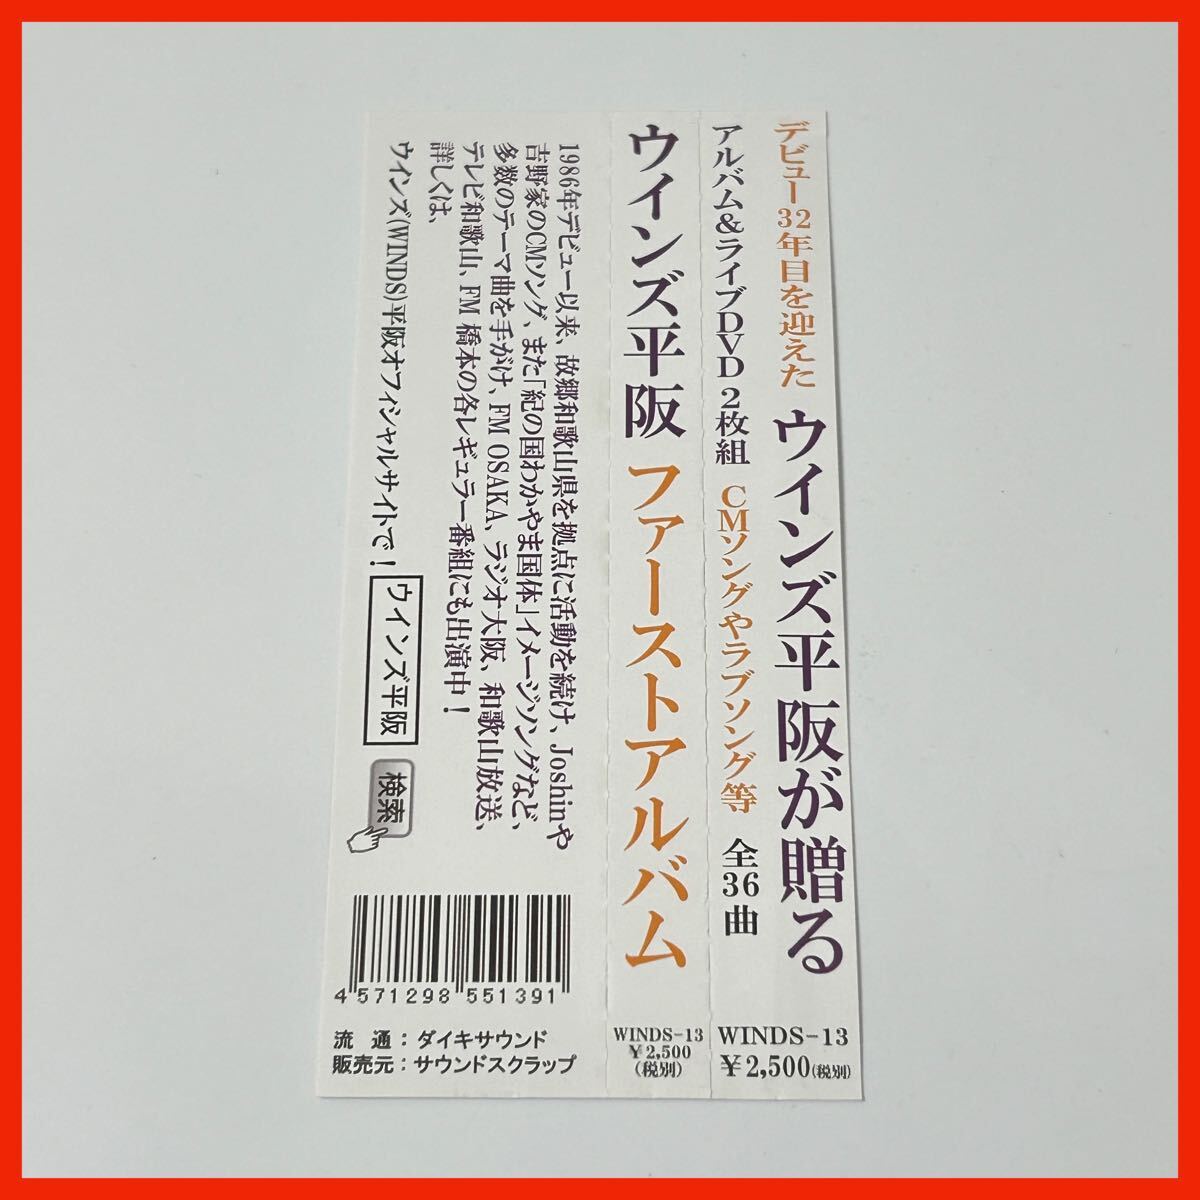 デビュー32年目を迎えた ウインズ平阪が贈る
アルバム&ライブDVD 2枚組 CMソングやラブソング等 全36曲
WINDS-13
¥2,500(税別)
ウインズ平阪 ファーストアルバム
WINDS-13
¥2,500
(税別)
1986年デビュー以来、故郷和歌山県を拠点に活動を続け、Joshinや
吉野家のCMソング、また「紀の国わかやま国体」イメージソングなど、
多数のテーマ曲を手がけ、FM OSAKA、ラジオ大阪、和歌山放送、
テレビ和歌山、FM 橋本の各レギュラー番組にも出演中!
詳しくは、
ウインズ(WINDS)平阪オフィシャルサイトで! ウインズ平阪 検索
4 571298 551391
流 通:ダイキサウンド
販売元:サウンドスクラップ